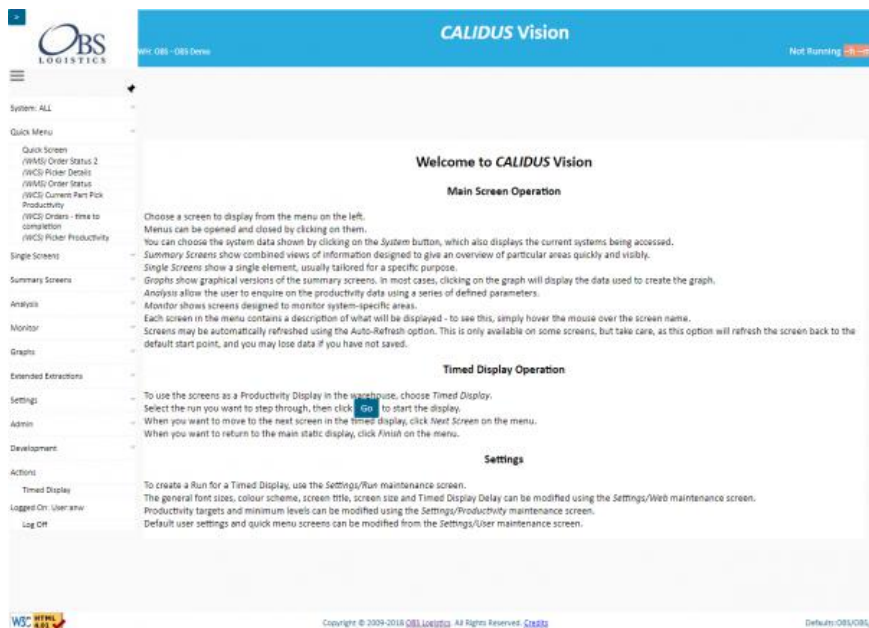 >
OBS
LOGISTICS
CALIDUS Vision
WH: OBS - OBS Demo
Not Running --h --m
System: ALL
Quick Menu
Quick Screen
(WMS) Order Status 2
(WCS) Picker Details
(WMS) Order Status
(WCS) Current Part Pick
Productivity
(WCS) Orders - time to
completion
(WCS) Picker Productivity
Single Screens
Summary Screens
Analysis
Monitor
Graphs
Extended Extractions
Settings
Admin
Development
Actions
Timed Display
Logged On: User anw
Log Off
Welcome to CALIDUS Vision
Main Screen Operation
Choose a screen to display from the menu on the left.
Menus can be opened and closed by clicking on them.
You can choose the system data shown by clicking on the System button, which also displays the current systems being accessed.
Summary Screens show combined views of information designed to give an overview of particular areas quickly and visibly.
Single Screens show a single element, usually tailored for a specific purpose.
Graphs show graphical versions of the summary screens. In most cases, clicking on the graph will display the data used to create the graph.
Analysis allow the user to enquire on the productivity data using a series of defined parameters.
Monitor shows screens designed to monitor system-specific areas.
Each screen in the menu contains a description of what will be displayed - to see this, simply hover the mouse over the screen name.
Screens may be automatically refreshed using the Auto-Refresh option. This is only available on some screens, but take care, as this option will refresh the screen back to the
default start point, and you may lose data if you have not saved.
Timed Display Operation
To use the screens as a Productivity Display in the warehouse, choose Timed Display.
Select the run you want to step through, then click Go to start the display.
When you want to move to the next screen in the timed display, click Next Screen on the menu.
When you want to return to the main static display, click Finish on the menu.
Settings
To create a Run for a Timed Display, use the Settings/Run maintenance screen.
The general font sizes, colour scheme, screen title, screen size and Timed Display Delay can be modified using the Settings/Web maintenance screen.
Productivity targets and minimum levels can be modified using the Settings/Productivity maintenance screen.
Default user settings and quick menu screens can be modified from the Settings/User maintenance screen.
W3C HTML 4.01
Copyright © 2009-2018 OBS Logistics. All Rights Reserved. Credits
Defaults:OBS/OBS/